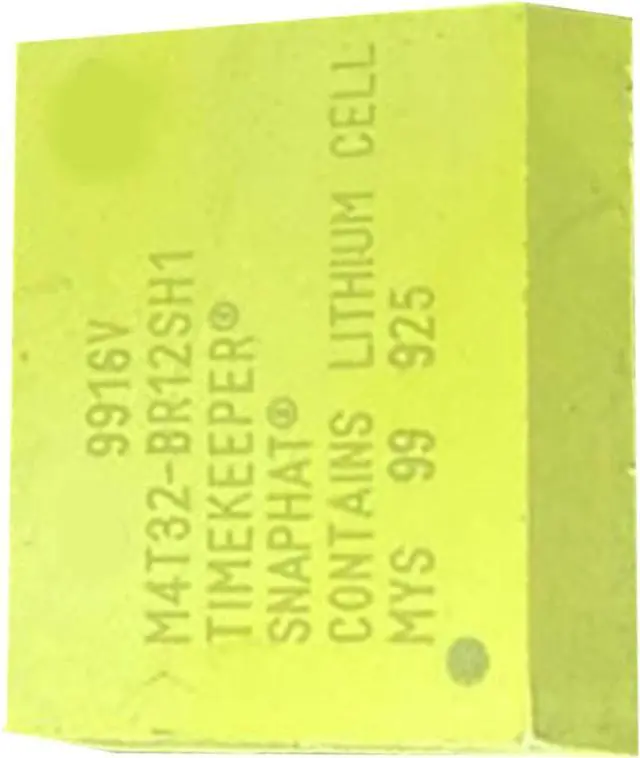 9916V
M4T32-BR12SH1
TIMEKEEPER®
SNAPHAT®
CONTAINS LITHIUM CELL
MYS 99 925